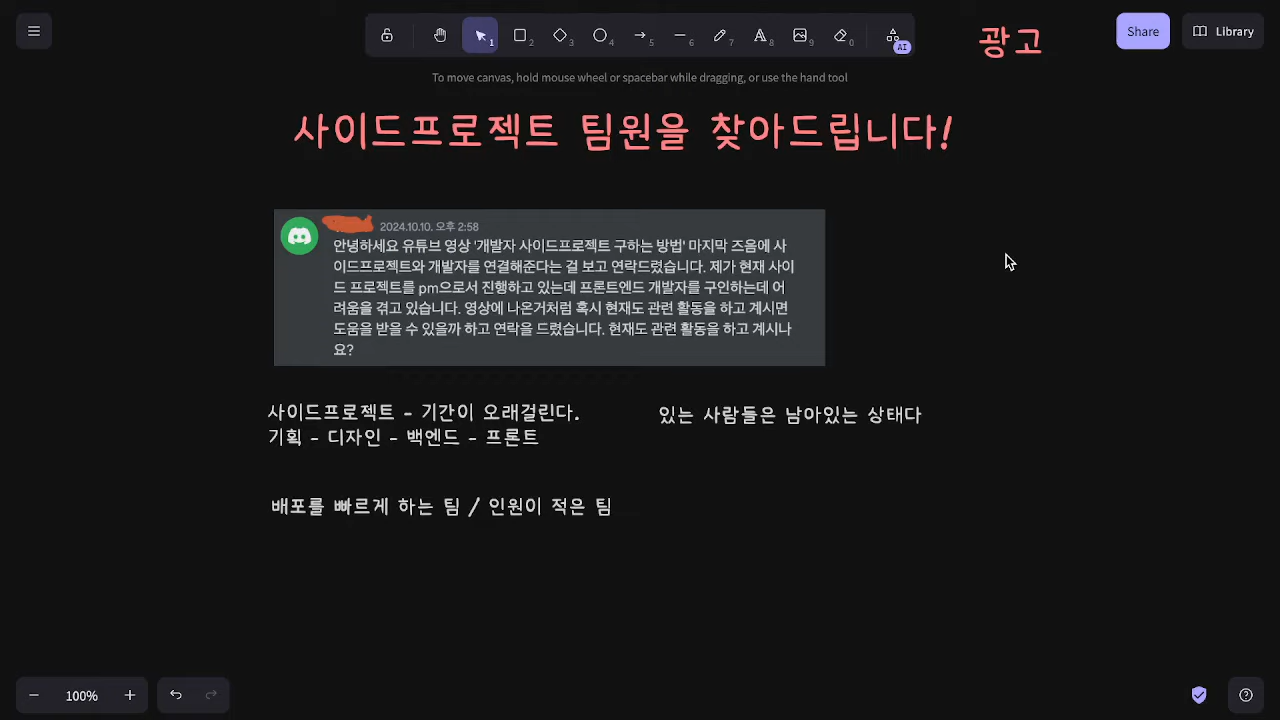 광고
Share
Library
1
2
3
4
5
6
7
8
9
0
AI
To move canvas, hold mouse wheel or spacebar while dragging, or use the hand tool
사이드프로젝트 팀원을 찾아드립니다!
2024.10.10. 오후 2:58
안녕하세요 유튜브 영상 '개발자 사이드프로젝트 구하는 방법' 마지막 즈음에 사
이드프로젝트와 개발자를 연결해준다는 걸 보고 연락드렸습니다. 제가 현재 사이
드 프로젝트를 pm으로서 진행하고 있는데 프론트엔드 개발자를 구인하는데 어
려움을 겪고 있습니다. 영상에 나온거처럼 혹시 현재도 관련 활동을 하고 계시면
도움을 받을 수 있을까 하고 연락을 드렸습니다. 현재도 관련 활동을 하고 계시나
요?
사이드프로젝트 - 기간이 오래걸린다.
기획 - 디자인 - 백엔드 - 프론트
있는 사람들은 남아있는 상태다
배포를 빠르게 하는 팀 / 인원이 적은 팀
100%